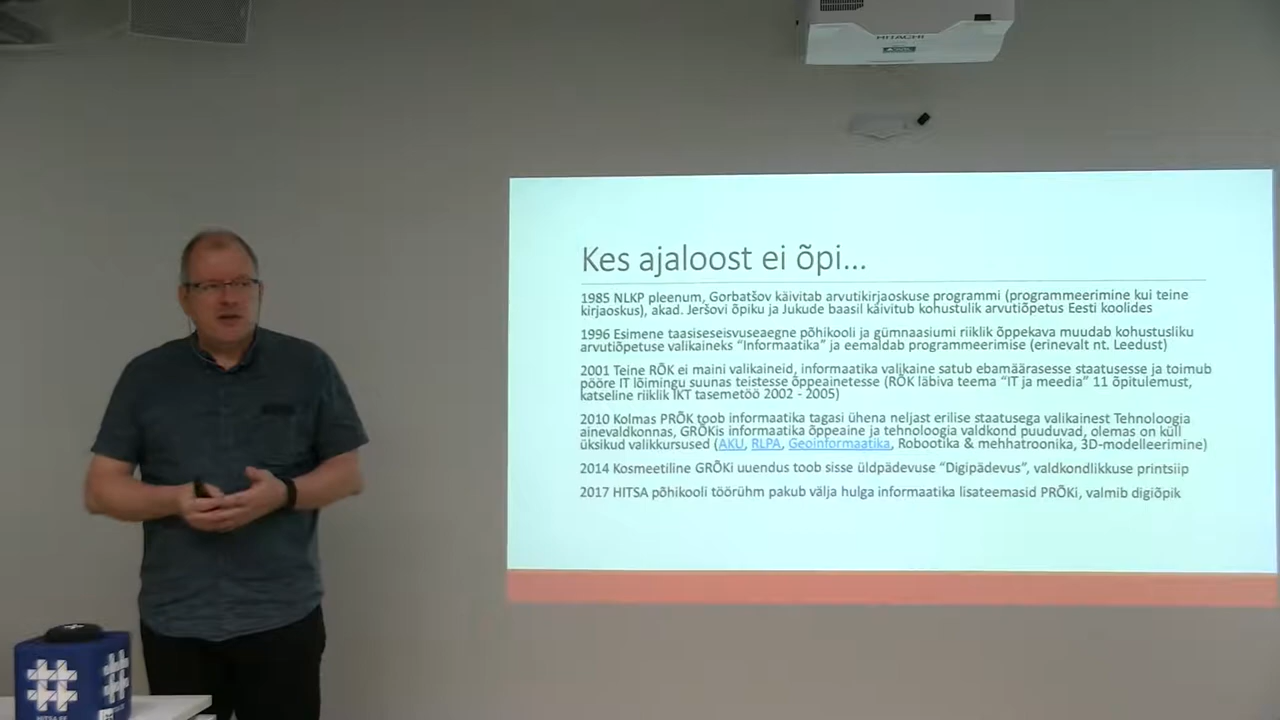 HITACHI
Kes ajaloost ei õpi...
1985 NLKP pleenum, Gorbatšov käivitab arvutikirjaoskuse programmi (programmeerimine kui teine
kirjaoskus), akad. Jeršovi õpiku ja Jukude baasil käivitub kohustulik arvutiõpetus Eesti koolides
1996 Esimene taasiseseisvuseaegne põhikooli ja gümnaasiumi riiklik õppekava muudab kohustusliku
arvutiõpetuse valikaineks "Informaatika" ja eemaldab programmeerimise (erinevalt nt. Leedust)
2001 Teine RÕK ei maini valikaineid, informaatika valikaine satub ebamäärasesse staatusesse ja toimub
pööre IT lõimingu suunas teistesse õppeainetesse (RÕK läbiva teema "IT ja meedia" 11 õpitulemust,
katseline riiklik IKT tasemetöö 2002 - 2005)
2010 Kolmas PRÕK toob informaatika tagasi ühena neljast erilise staatusega valikainest Tehnoloogia
ainevaldkonnas, GRÕKis informaatika õppeaine ja tehnoloogia valdkond puuduvad, olemas on küll
üksikud valikkursused (AKU, RLPA, Geoinformaatika, Robootika & mehhatroonika, 3D-modelleerimine)
2014 Kosmeetiline GRÕKi uuendus toob sisse üldpädevuse "Digipädevus", valdkondlikkuse printsiip
2017 HITSA põhikooli töörühm pakub välja hulga informaatika lisateemasid PRÕKi, valmib digiõpik
HITSA.EE